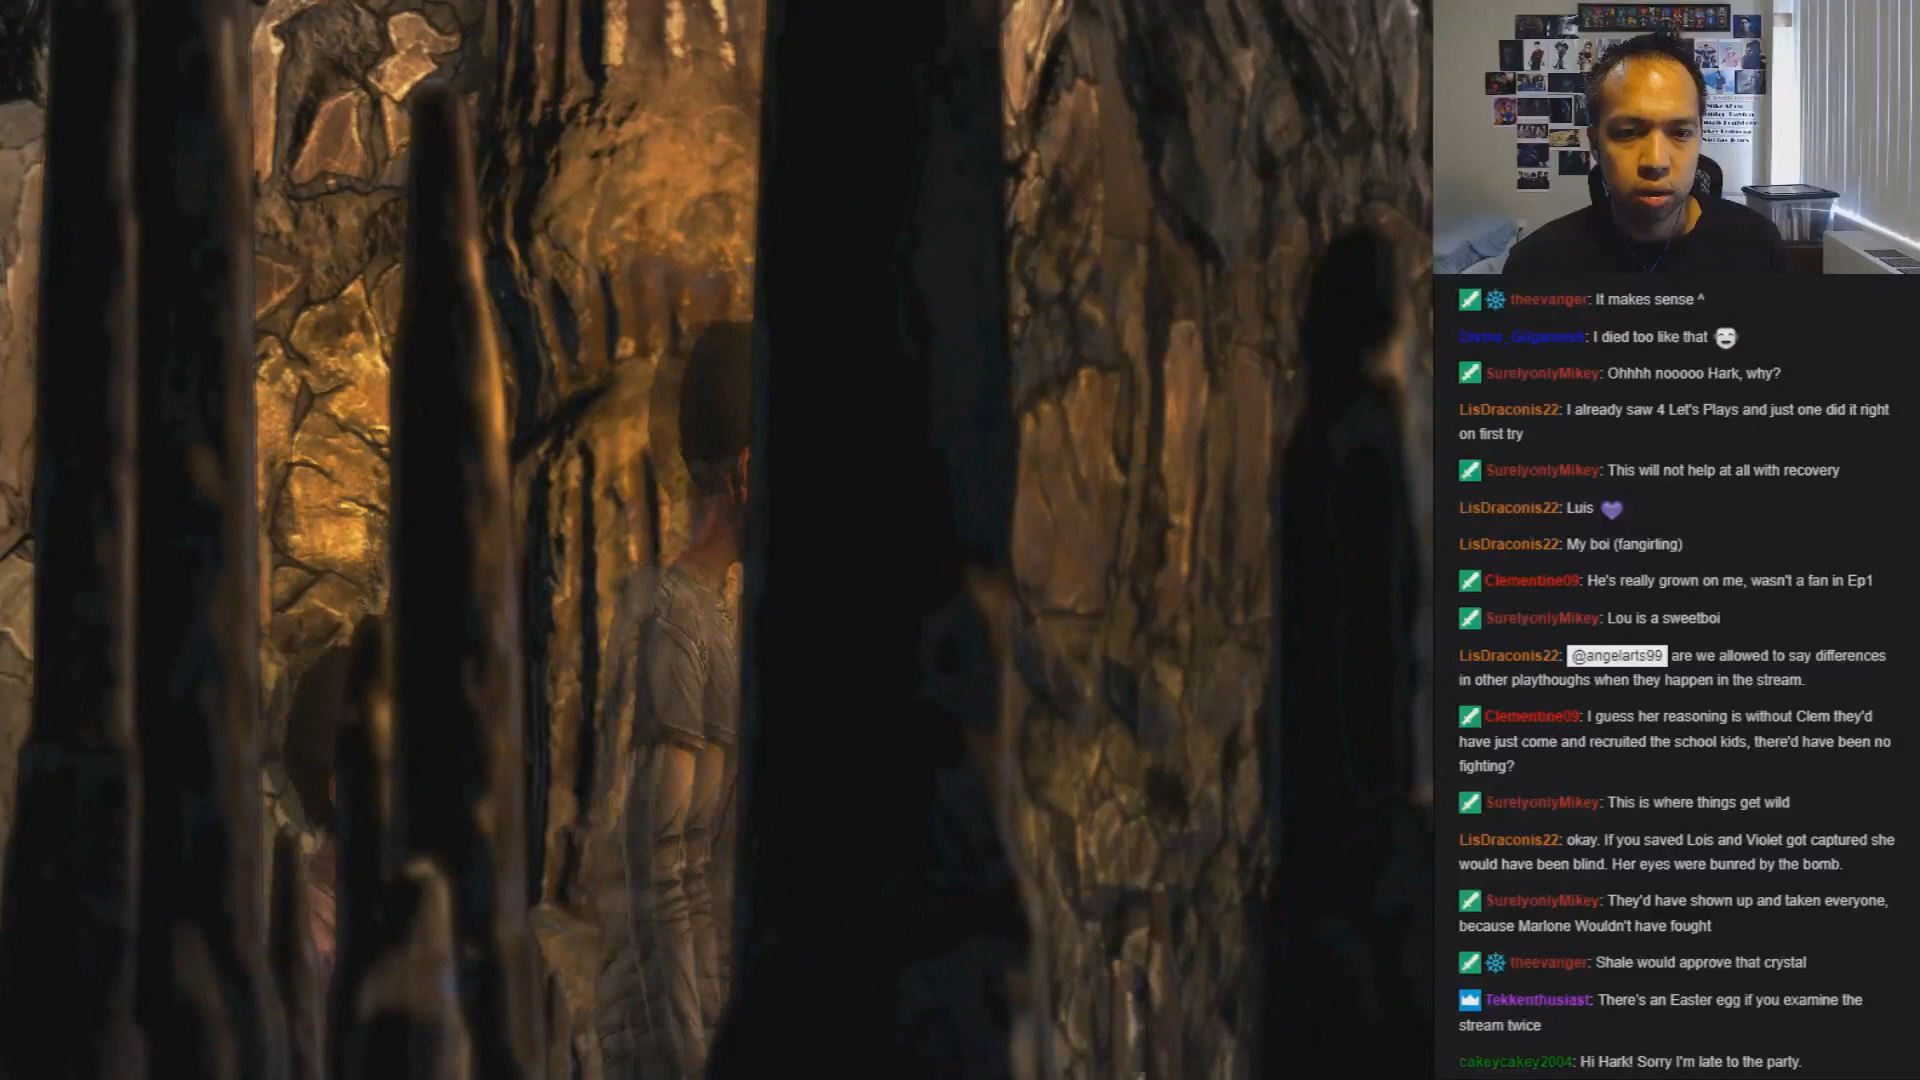 theevanger: It makes sense ^
I died too like that
SurelyonlyMikey: Ohhhh nooooo Hark, why?
LisDraconis22: I already saw 4 Let's Plays and just one did it right
on first try
SurelyonlyMikey: This will not help at all with recovery
LisDraconis22: Luis
LisDraconis22: My boi (fangirling)
Clementine09: He's really grown on me, wasn't a fan in Ep1
SurelyonlyMikey: Lou is a sweetboi
LisDraconis22: @angelarts99 are we allowed to say differences
in other playthoughs when they happen in the stream.
Clementine09: I guess her reasoning is without Clem they'd
have just come and recruited the school kids, there'd have been no
fighting?
SurelyonlyMikey: This is where things get wild
LisDraconis22: okay. If you saved Lois and Violet got captured she
would have been blind. Her eyes were bunred by the bomb.
SurelyonlyMikey: They'd have shown up and taken everyone,
because Marlone Wouldn't have fought
theevanger: Shale would approve that crystal
Tekkenthusiast: There's an Easter egg if you examine the
stream twice
cakeycakey2004: Hi Hark! Sorry I'm late to the party.